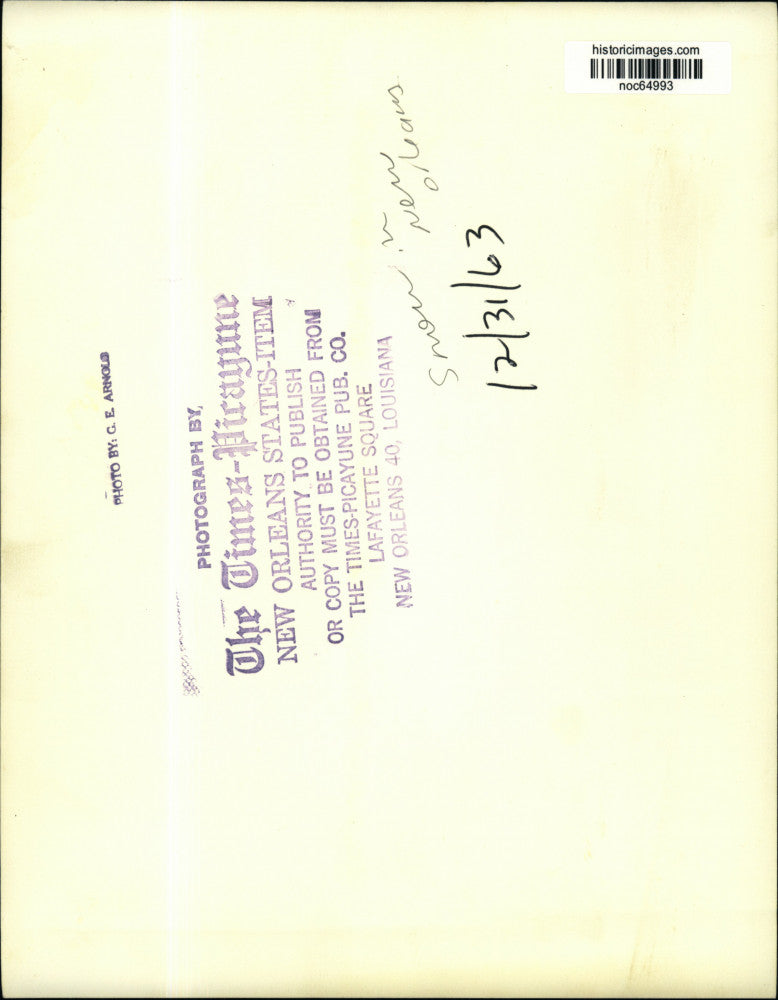 historicimages.com
noc64993
PHOTO BY: G. E. ARNOLD
PHOTOGRAPH BY,
The Times-Picayune
NEW ORLEANS STATES-ITEM
AUTHORITY TO PUBLISH
OR COPY MUST BE OBTAINED FROM
THE TIMES-PICAYUNE PUB. CO.
LAFAYETTE SQUARE
NEW ORLEANS 40, LOUISIANA
Snow in New
Orleans
12/31/63